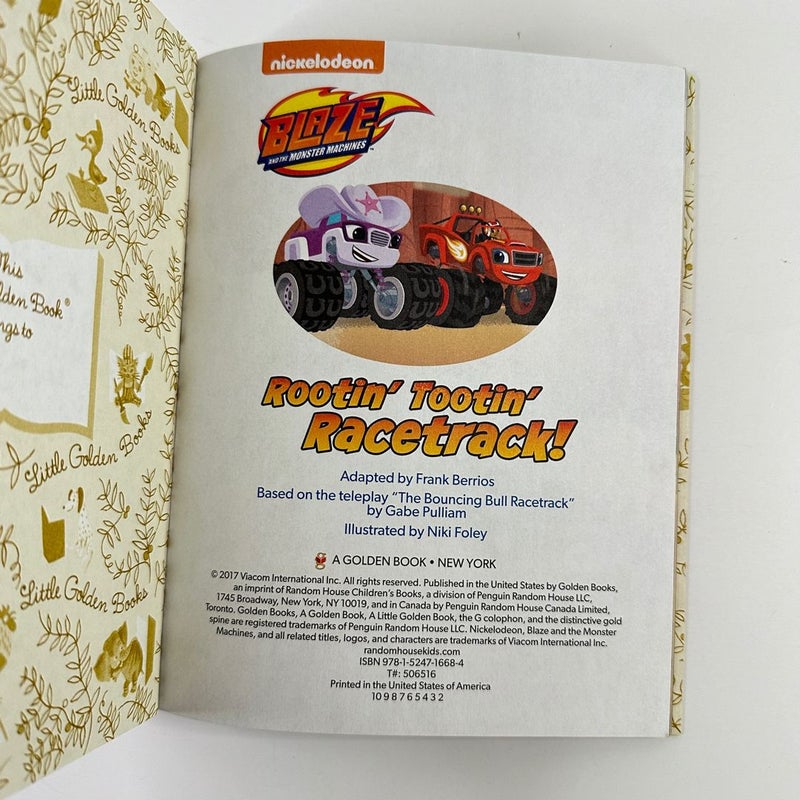 Little Golden Books
This
Golden Book®
ngs to
Little Golden Books
Little Golden Books
nickelodeon
BLAZE
AND THE MONSTER MACHINES™
Rootin' Tootin'
Racetrack!
Adapted by Frank Berrios
Based on the teleplay "The Bouncing Bull Racetrack"
by Gabe Pulliam
Illustrated by Niki Foley
A GOLDEN BOOK • NEW YORK
© 2017 Viacom International Inc. All rights reserved. Published in the United States by Golden Books,
an imprint of Random House Children's Books, a division of Penguin Random House LLC,
1745 Broadway, New York, NY 10019, and in Canada by Penguin Random House Canada Limited,
Toronto. Golden Books, A Golden Book, A Little Golden Book, the G colophon, and the distinctive gold
spine are registered trademarks of Penguin Random House LLC. Nickelodeon, Blaze and the Monster
Machines, and all related titles, logos, and characters are trademarks of Viacom International Inc.
randomhousekids.com
ISBN 978-1-5247-1668-4
T#: 506516
Printed in the United States of America
10 9 8 7 6 5 4 3 2